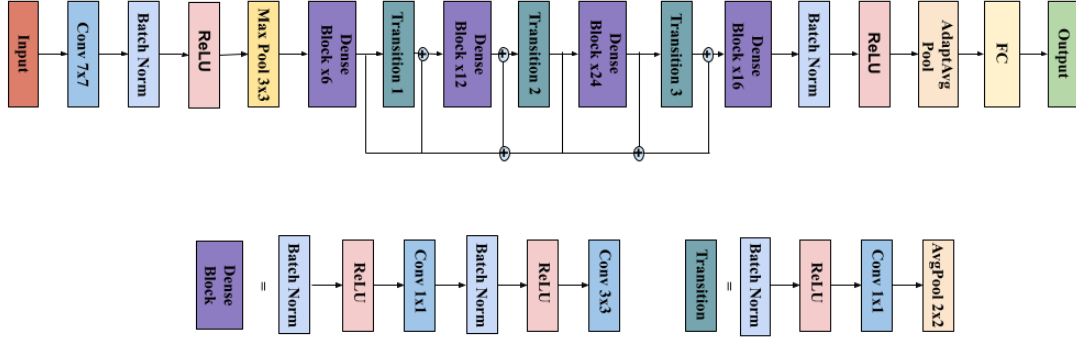 Input
Conv 7x7
Batch Norm
ReLU
Max Pool 3x3
Dense
Block x6
Transition 1
+
Dense
Block x12
+
Transition 2
Dense
Block x24
Transition 3
+
Dense
Block x16
Batch Norm
ReLU
AdaptAvg
Pool
FC
Output
+
+
Dense
Block
=
Batch Norm
ReLU
Conv 1x1
Batch Norm
ReLU
Conv 3x3
Transition
=
Batch Norm
ReLU
Conv 1x1
AvgPool 2x2